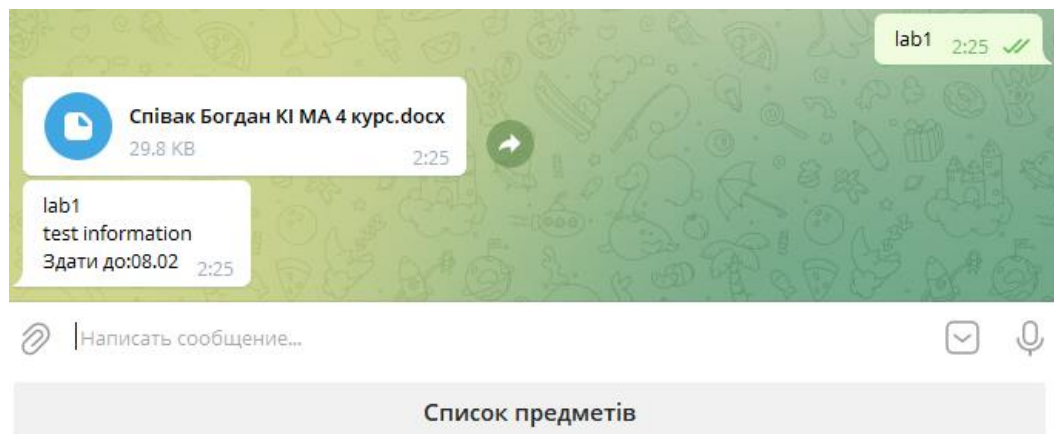 lab1 2:25
Співак Богдан КІ МА 4 курс.docx
29.8 KB 2:25
lab1
test information
Здати до:08.02 2:25
Написать сообщение...
Список предметів